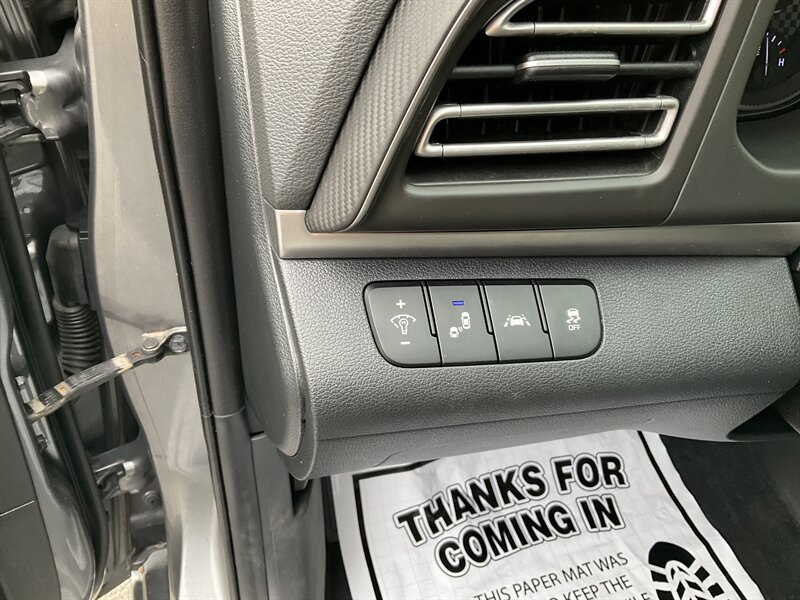 H
+
−
OFF
THANKS FOR
COMING IN
THIS PAPER MAT WAS
KEEP THE